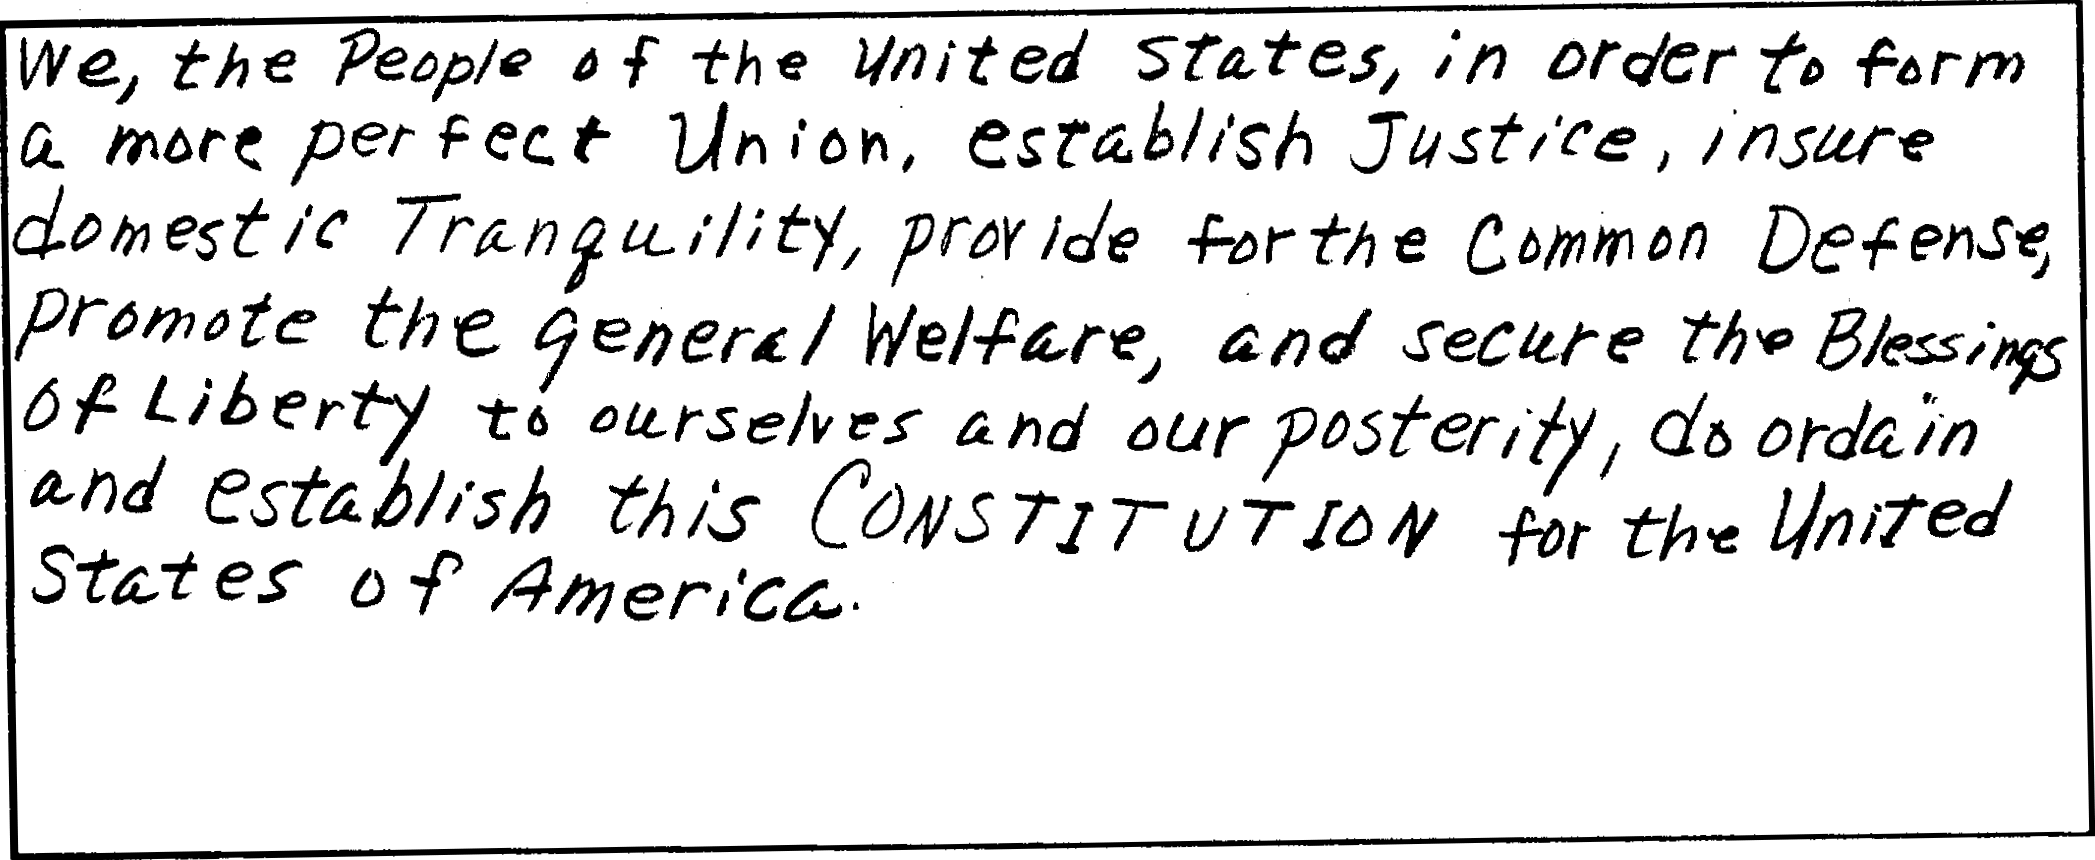 We, the People of the United States, in order to form
a more perfect Union, establish Justice, insure
domestic Tranquility, provide for the Common Defense,
promote the general Welfare, and secure the Blessings
of Liberty to ourselves and our posterity, do ordain
and establish this CONSTITUTION for the United
States of America.